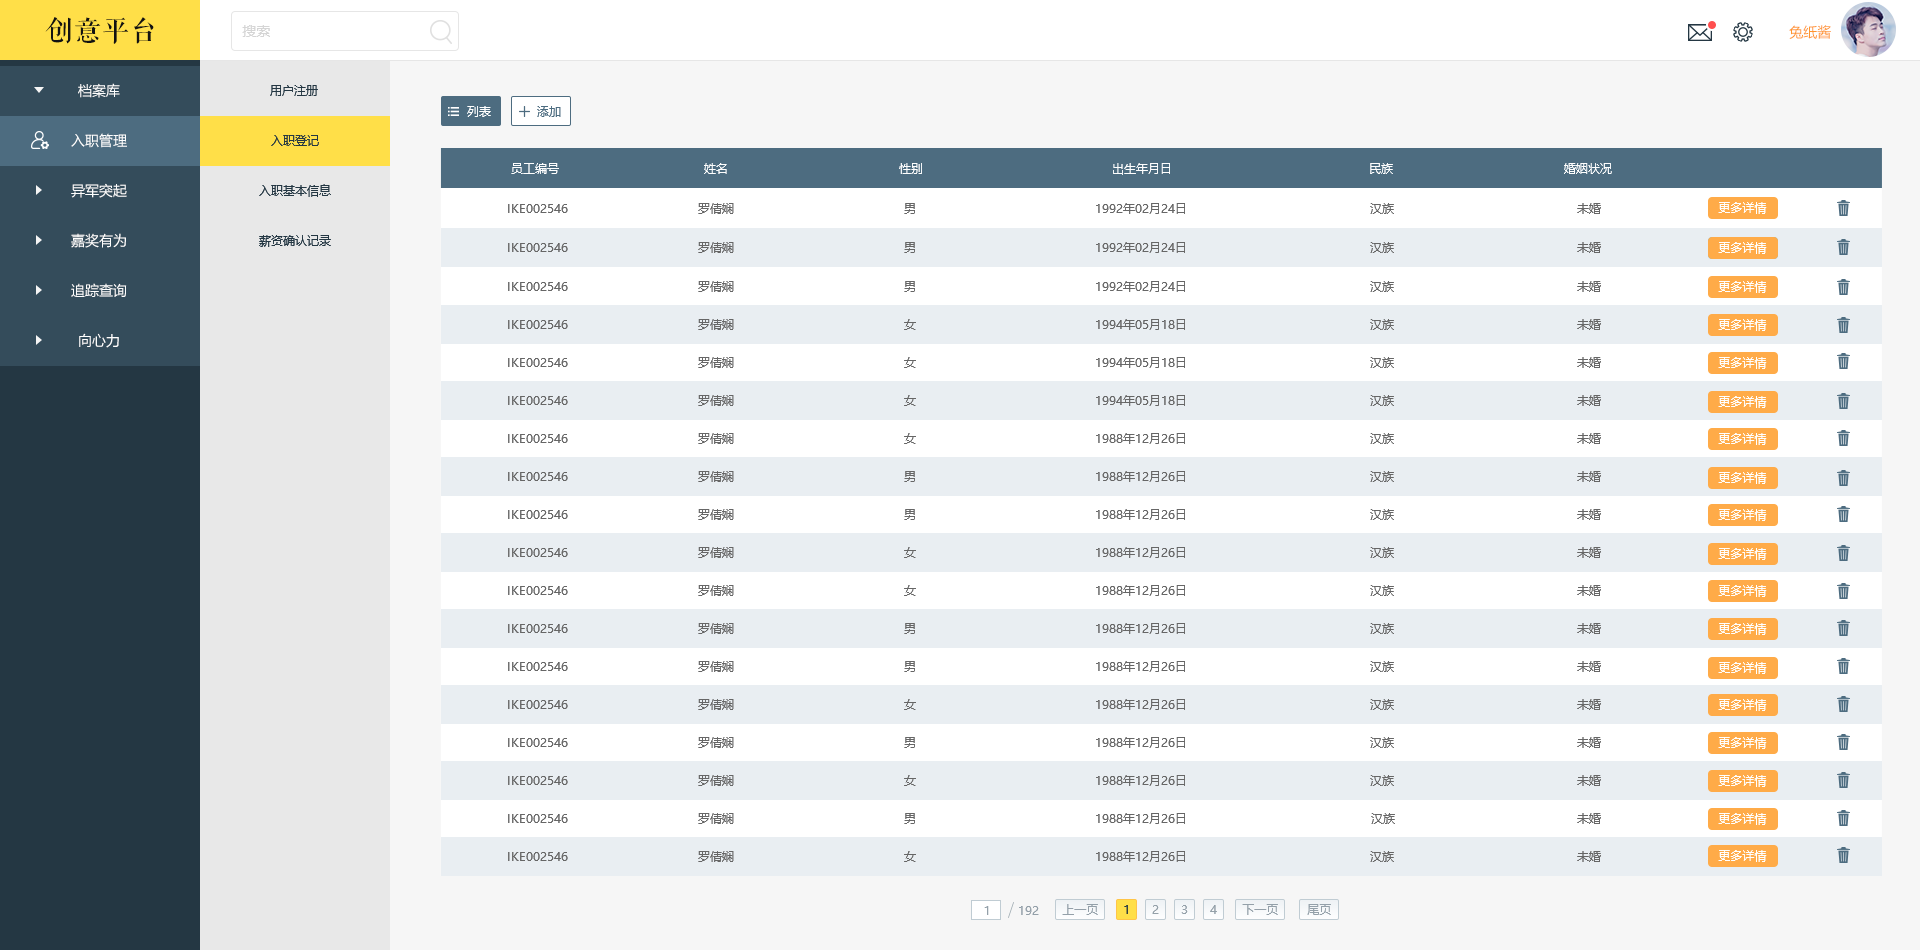 创意平台
搜索
兔纸酱
档案库
入职管理
异军突起
嘉奖有为
追踪查询
向心力
用户注册
入职登记
入职基本信息
薪资确认记录
列表 添加
员工编号 姓名 性别 出生年月日 民族 婚姻状况
IKE002546 罗倩娴 男 1992年02月24日 汉族 未婚 更多详情
IKE002546 罗倩娴 男 1992年02月24日 汉族 未婚 更多详情
IKE002546 罗倩娴 男 1992年02月24日 汉族 未婚 更多详情
IKE002546 罗倩娴 女 1994年05月18日 汉族 未婚 更多详情
IKE002546 罗倩娴 女 1994年05月18日 汉族 未婚 更多详情
IKE002546 罗倩娴 女 1994年05月18日 汉族 未婚 更多详情
IKE002546 罗倩娴 女 1988年12月26日 汉族 未婚 更多详情
IKE002546 罗倩娴 男 1988年12月26日 汉族 未婚 更多详情
IKE002546 罗倩娴 男 1988年12月26日 汉族 未婚 更多详情
IKE002546 罗倩娴 女 1988年12月26日 汉族 未婚 更多详情
IKE002546 罗倩娴 女 1988年12月26日 汉族 未婚 更多详情
IKE002546 罗倩娴 男 1988年12月26日 汉族 未婚 更多详情
IKE002546 罗倩娴 男 1988年12月26日 汉族 未婚 更多详情
IKE002546 罗倩娴 女 1988年12月26日 汉族 未婚 更多详情
IKE002546 罗倩娴 男 1988年12月26日 汉族 未婚 更多详情
IKE002546 罗倩娴 女 1988年12月26日 汉族 未婚 更多详情
IKE002546 罗倩娴 男 1988年12月26日 汉族 未婚 更多详情
IKE002546 罗倩娴 女 1988年12月26日 汉族 未婚 更多详情
1 / 192 上一页 1 2 3 4 下一页 尾页